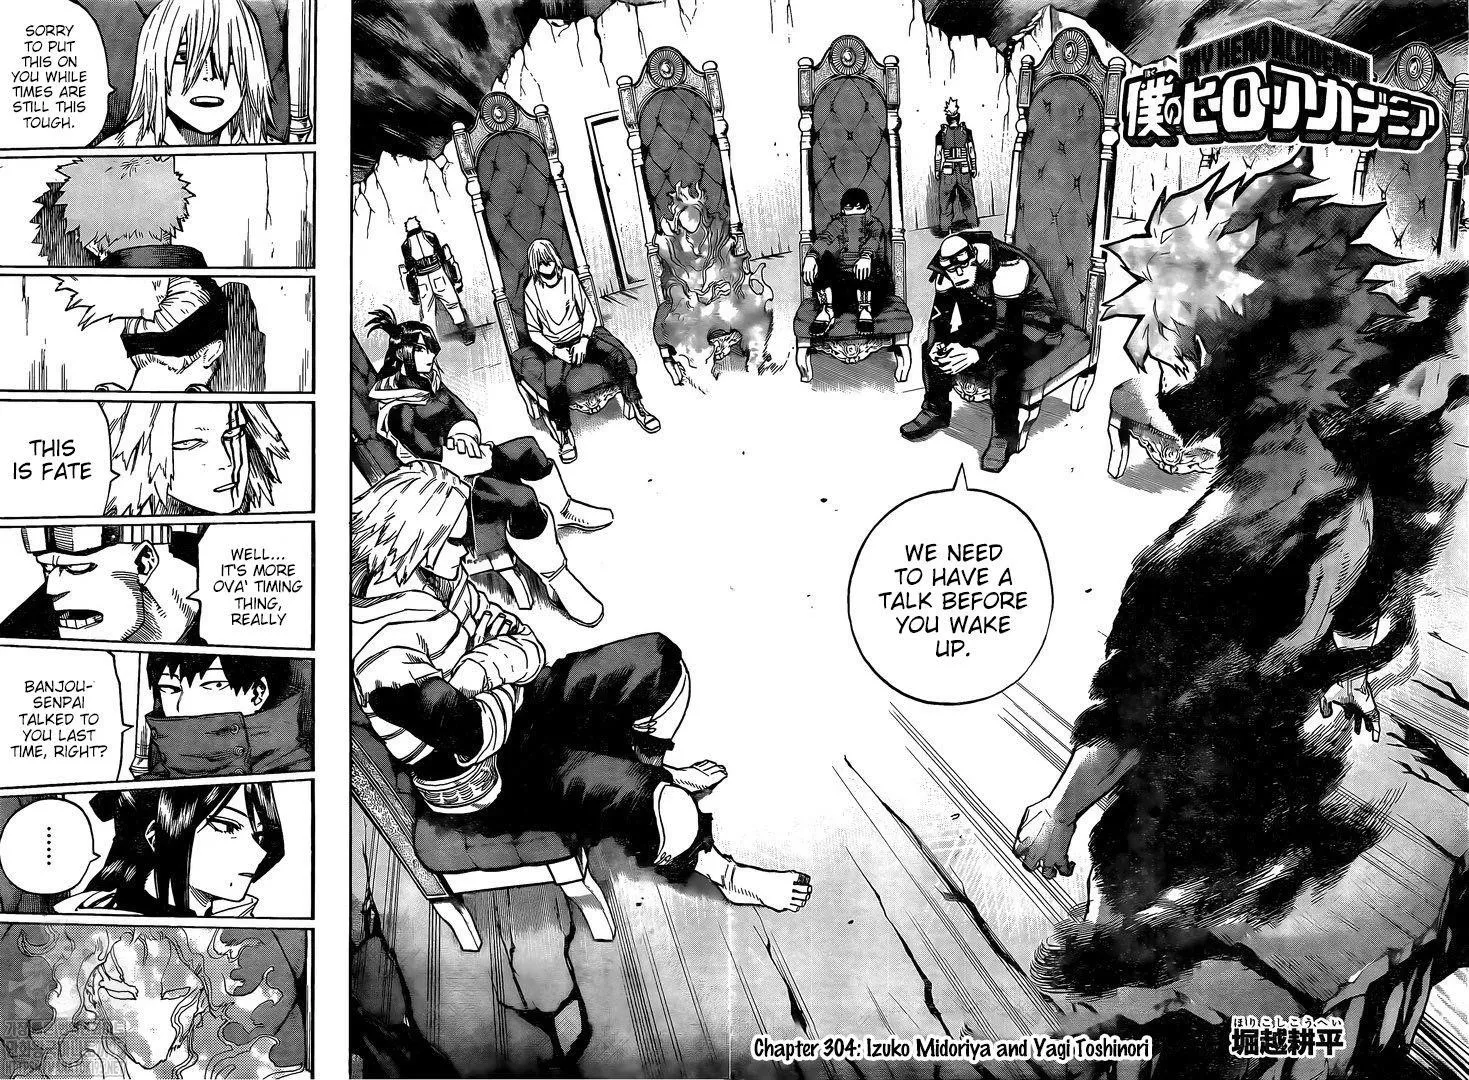 SORRY
TO PUT
THIS ON
YOU WHILE
TIMES ARE
STILL THIS
TOUGH.
THIS
IS FATE
WELL...
IT'S MORE
OVA' TIMING
THING,
REALLY
BANJOU-
SENPAI
TALKED TO
YOU LAST
TIME, RIGHT?
......
MY HERO ACADEMIA
僕のヒーローアカデミア
WE NEED
TO HAVE A
TALK BEFORE
YOU WAKE
UP.
Chapter 304: Izuko Midoriya and Yagi Toshinori
ほりこしこうへい
堀越耕平